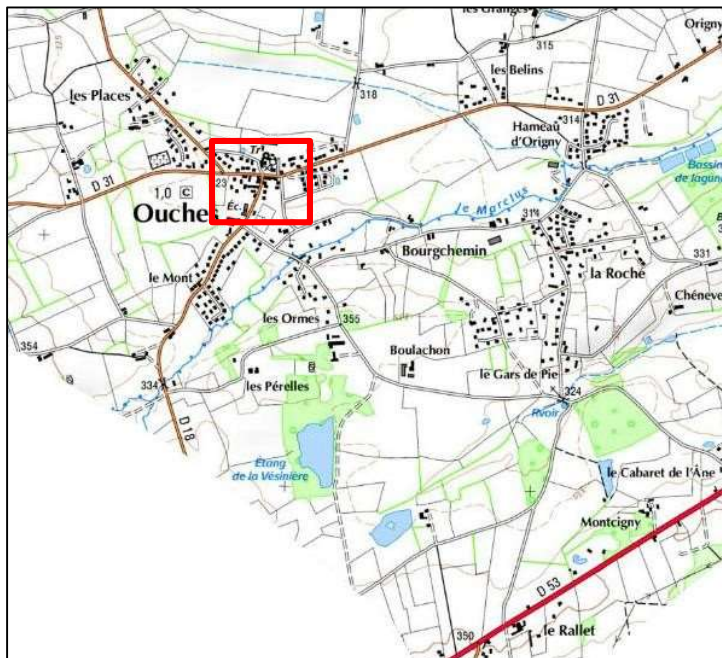 les Granges
Origny
315
les Belins
D 31
les Places
318
314
Hameau
d'Origny
Tr
Bassin
de lagune
D 31
1,0 C
23
Éc.
le Marclus
Ouches
314
Bourgchemin
331
la Roche
le Mont
Chéneve
les Ormes
355
354
Boulachon
le Gars de Pie
334
les Pérelles
324
Rvoir
D 18
Étang
de la Vésinière
le Cabaret de l'Âne
Montcigny
D 53
350
le Rallet